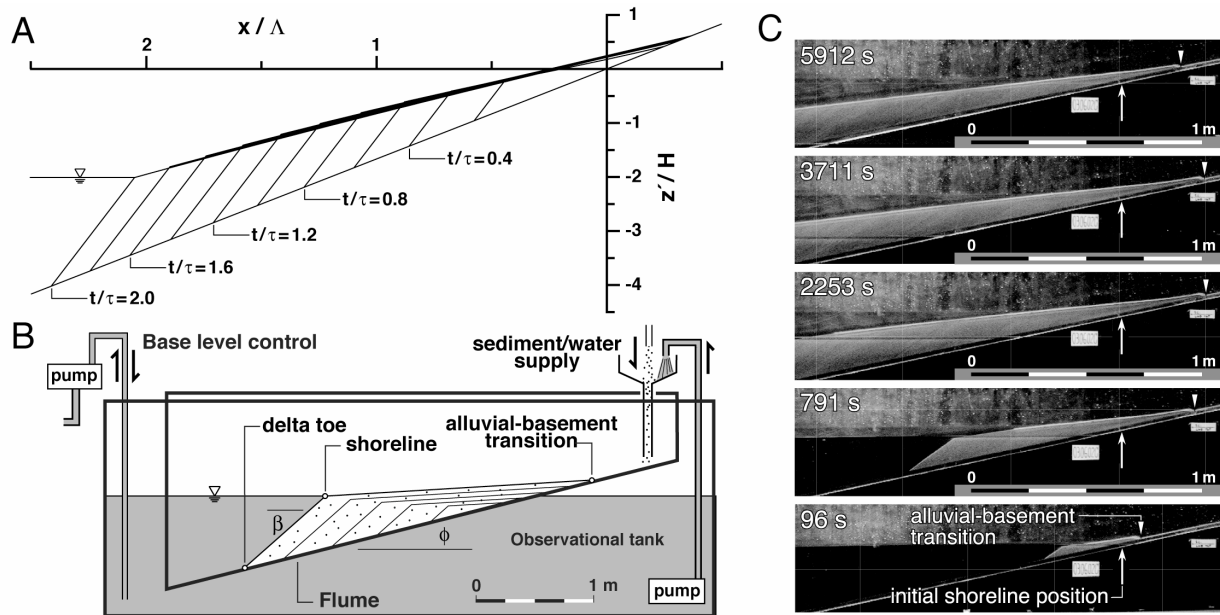 A
x / Λ
2
1
1
-1
-2
-3
-4
H / z'
t/τ=0.4
t/τ=0.8
t/τ=1.2
t/τ=1.6
t/τ=2.0
B
Base level control
pump
sediment/water
supply
delta toe
shoreline
alluvial-basement
transition
β
ϕ
Observational tank
Flume
0
1 m
pump
C
5912 s
0
1 m
3711 s
0
1 m
2253 s
0
1 m
791 s
0
1 m
96 s
alluvial-basement
transition
initial shoreline position